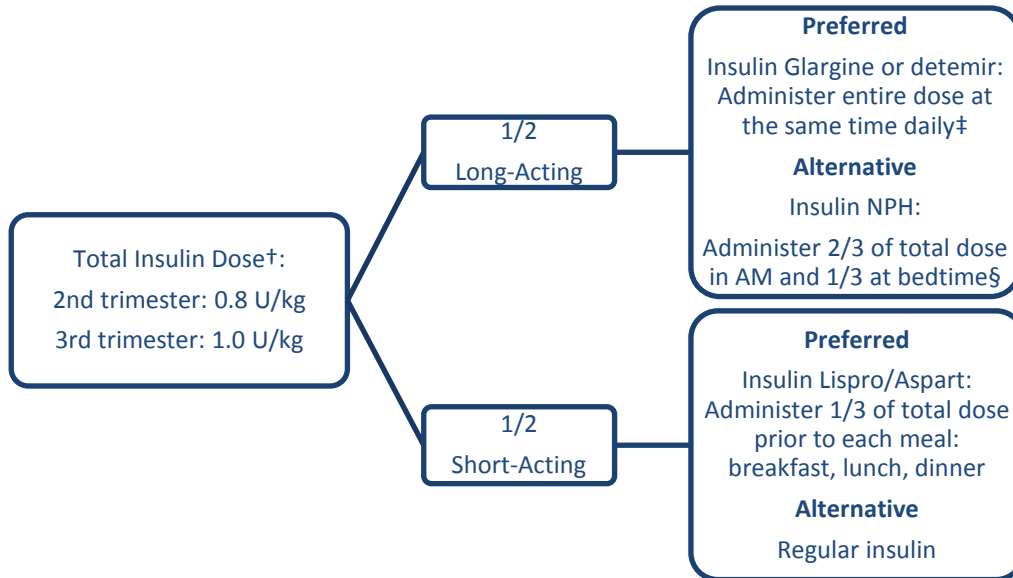 Total Insulin Dose†:
2nd trimester: 0.8 U/kg
3rd trimester: 1.0 U/kg
1/2
Long-Acting
Preferred
Insulin Glargine or detemir:
Administer entire dose at
the same time daily‡
Alternative
Insulin NPH:
Administer 2/3 of total dose
in AM and 1/3 at bedtime§
1/2
Short-Acting
Preferred
Insulin Lispro/Aspart:
Administer 1/3 of total dose
prior to each meal:
breakfast, lunch, dinner
Alternative
Regular insulin